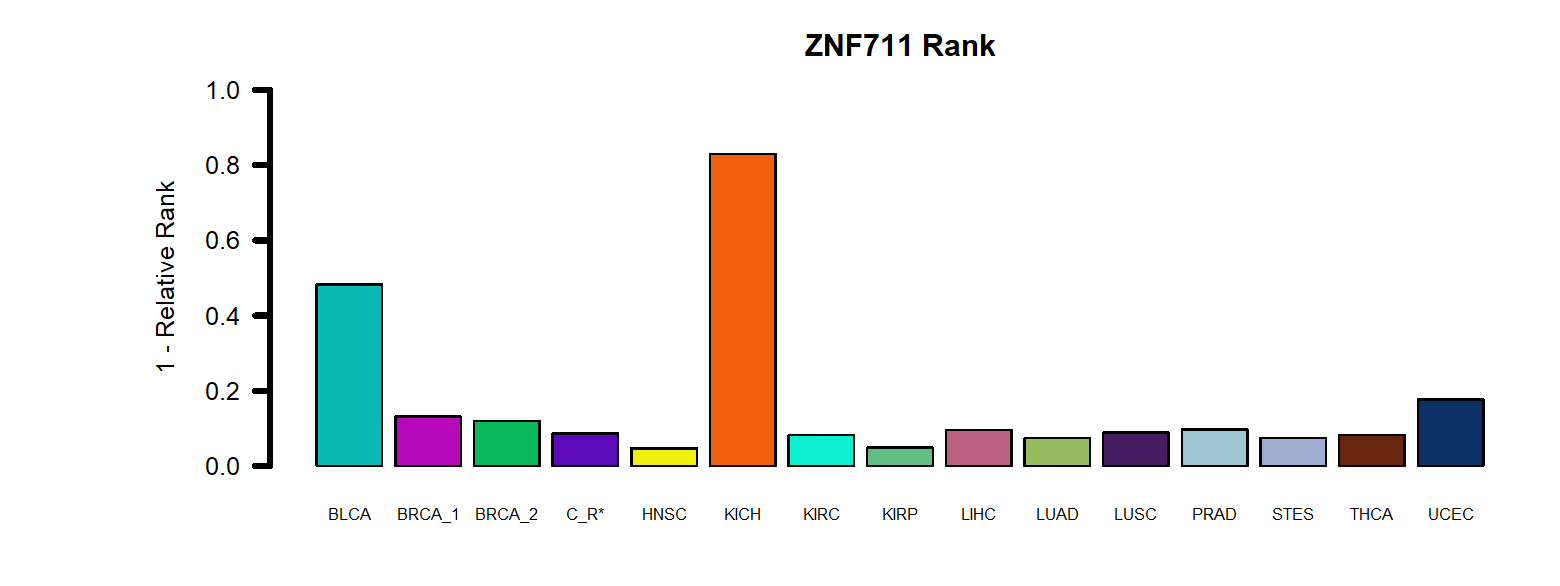 ZNF711 Rank
1 - Relative Rank
1.0
0.8
0.6
0.4
0.2
0.0
BLCA BRCA_1 BRCA_2 C_R* HNSC KICH KIRC KIRP LIHC LUAD LUSC PRAD STES THCA UCEC